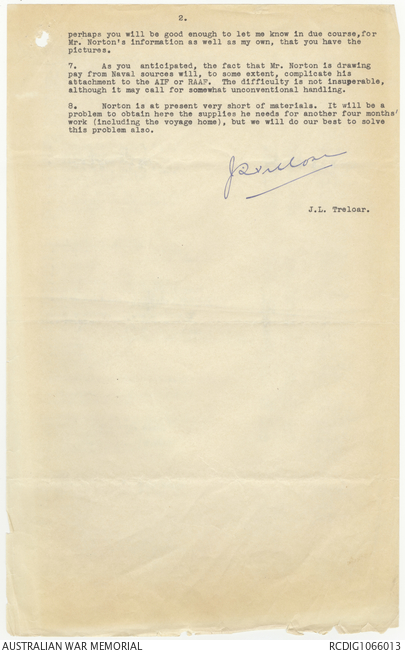 2.
perhaps you will be good enough to let me know in due course,for
Mr. Norton's information as well as my own, that you have the
pictures.
7. As you anticipated, the fact that Mr. Norton is drawing
pay from Naval sources will, to some extent, complicate his
attachment to the AIF or RAAF. The difficulty is not insuperable,
although it may call for somewhat unconventional handling.
8. Norton is at present very short of materials. It will be a
problem to obtain here the supplies he needs for another four months'
work (including the voyage home), but we will do our best to solve
this problem also.
J L Treloar
J.L. Treloar.
AUSTRALIAN WAR MEMORIAL
RCDIG1066013